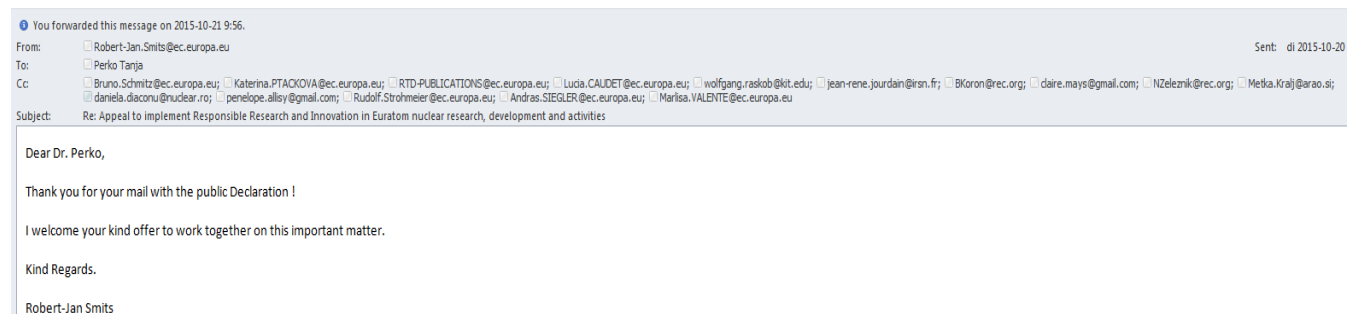 You forwarded this message on 2015-10-21 9:56.
From: Robert-Jan.Smits@ec.europa.eu Sent: di 2015-10-20
To: Perko Tanja
Cc: Bruno.Schmitz@ec.europa.eu; Katerina.PTACKOVA@ec.europa.eu; RTD-PUBLICATIONS@ec.europa.eu; Lucia.CAUDET@ec.europa.eu; wolfgang.raskob@kit.edu; jean-rene.jourdain@irsn.fr; BKoron@rec.org; claire.mays@gmail.com; NZeleznik@rec.org; Metka.Kralj@arao.si;
daniela.diaconu@nuclear.ro; penelope.allisy@gmail.com; Rudolf.Strohmeier@ec.europa.eu; Andras.SIEGLER@ec.europa.eu; Marlisa.VALENTE@ec.europa.eu
Subject: Re: Appeal to implement Responsible Research and Innovation in Euratom nuclear research, development and activities
Dear Dr. Perko,
Thank you for your mail with the public Declaration !
I welcome your kind offer to work together on this important matter.
Kind Regards.
Robert-Jan Smits